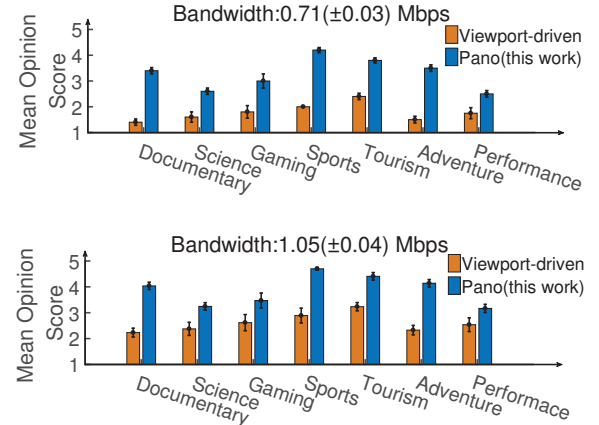 Bandwidth:0.71(±0.03) Mbps
Mean Opinion
Score
5
4
3
2
1
Viewport-driven
Pano(this work)
Documentary
Science
Gaming
Sports
Tourism
Adventure
Performance
Bandwidth:1.05(±0.04) Mbps
Mean Opinion
Score
5
4
3
2
1
Viewport-driven
Pano(this work)
Documentary
Science
Gaming
Sports
Tourism
Adventure
Performace